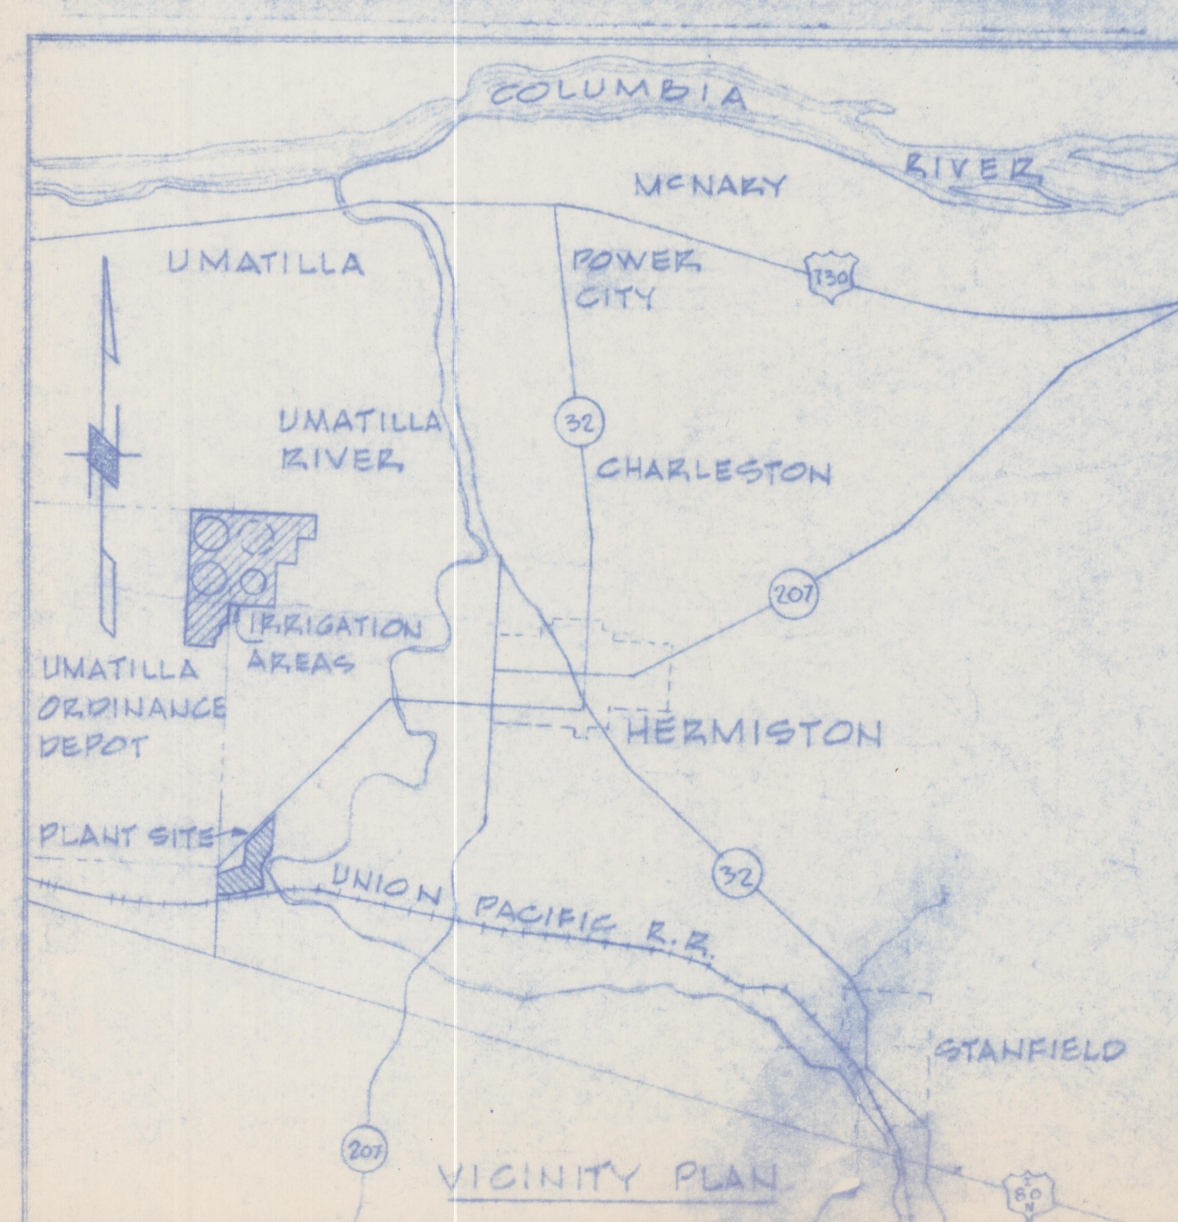 COLUMBIA
RIVER
McNARY
UMATILLA
POWER
CITY
730
UMATILLA
RIVER
32
CHARLESTON
207
IRRIGATION
AREAS
UMATILLA
ORDINANCE
DEPOT
HERMISTON
PLANT SITE
UNION PACIFIC R.R.
32
STANFIELD
207
VICINITY PLAN
I
80
N